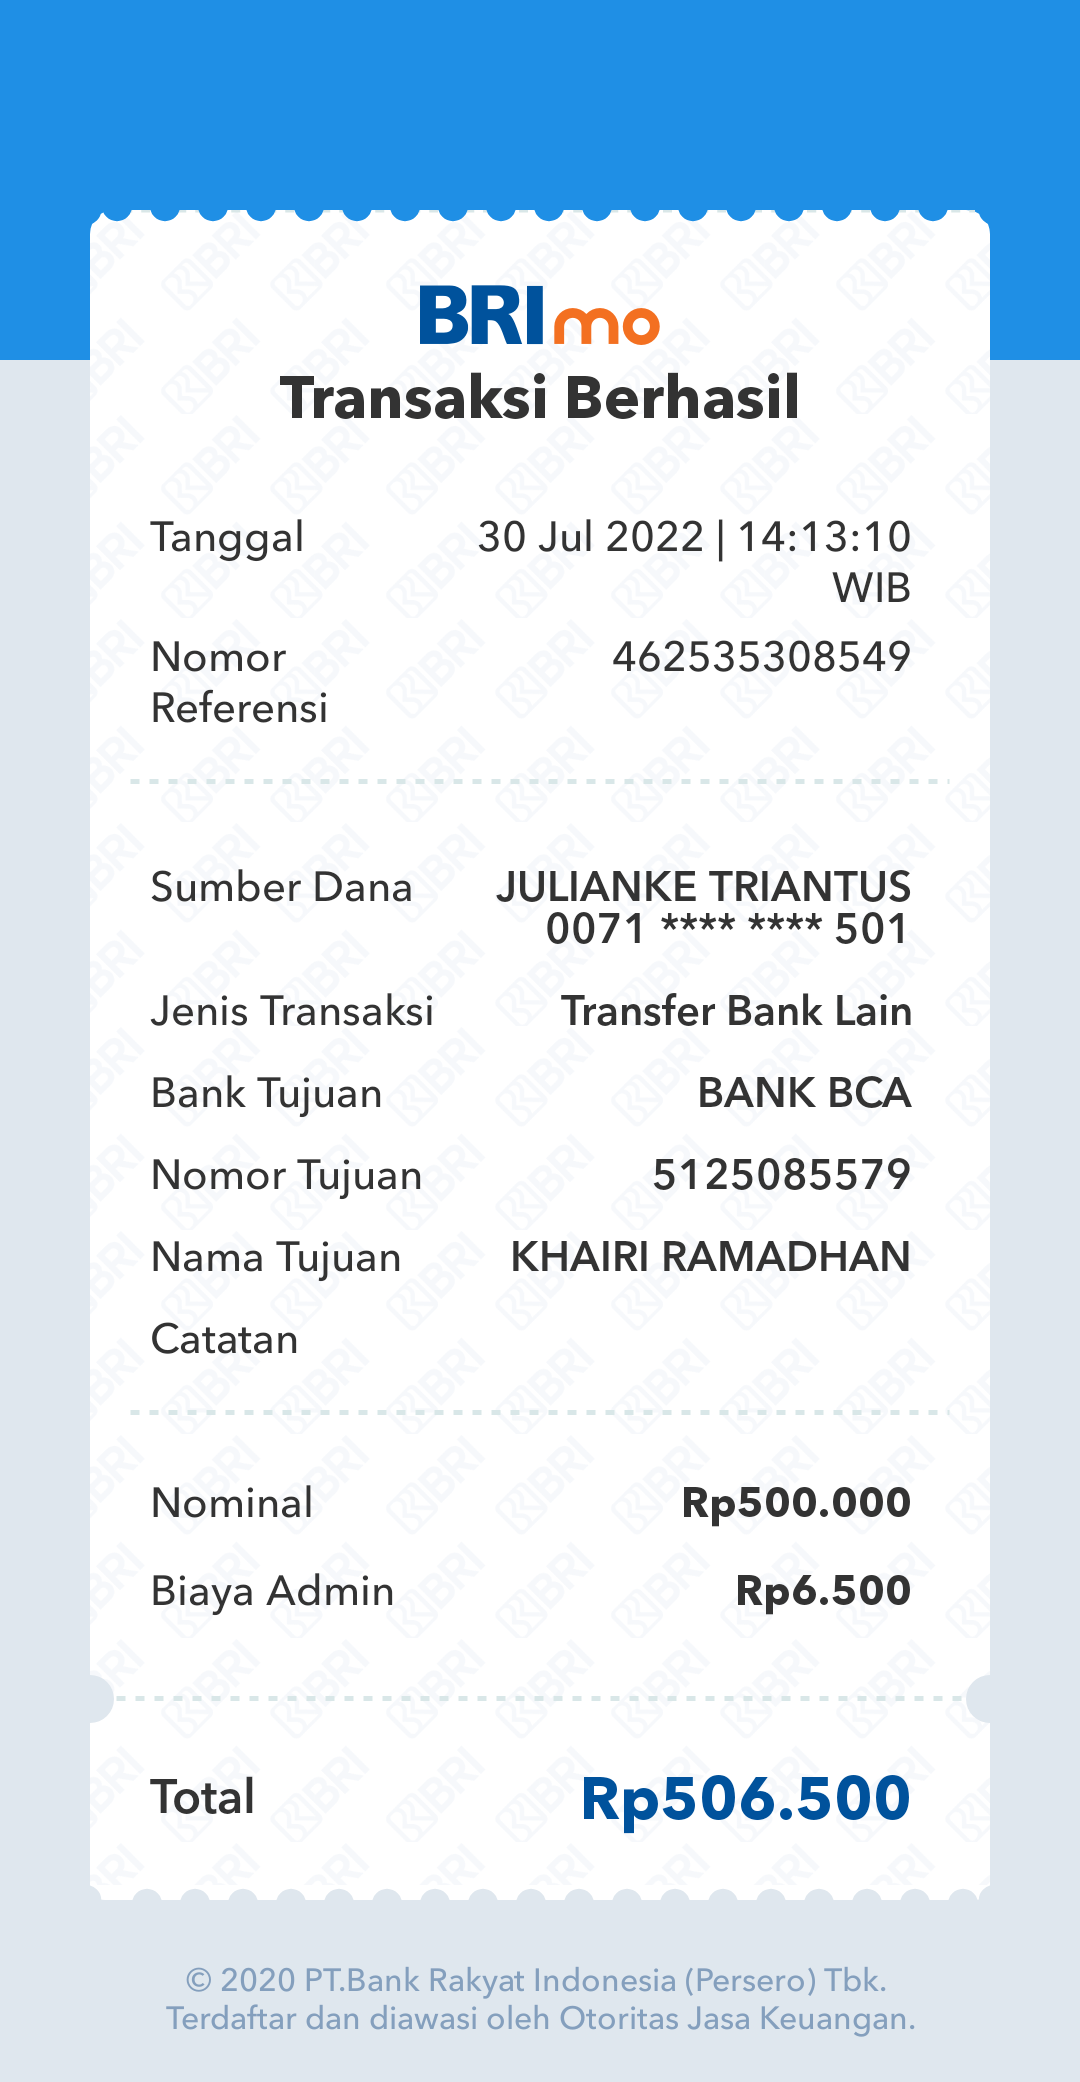 BRImo
Transaksi Berhasil
Tanggal 30 Jul 2022 | 14:13:10
WIB
Nomor 462535308549
Referensi
Sumber Dana JULIANKE TRIANTUS
0071 **** **** 501
Jenis Transaksi Transfer Bank Lain
Bank Tujuan BANK BCA
Nomor Tujuan 5125085579
Nama Tujuan KHAIRI RAMADHAN
Catatan
Nominal Rp500.000
Biaya Admin Rp6.500
Total Rp506.500
© 2020 PT.Bank Rakyat Indonesia (Persero) Tbk.
Terdaftar dan diawasi oleh Otoritas Jasa Keuangan.